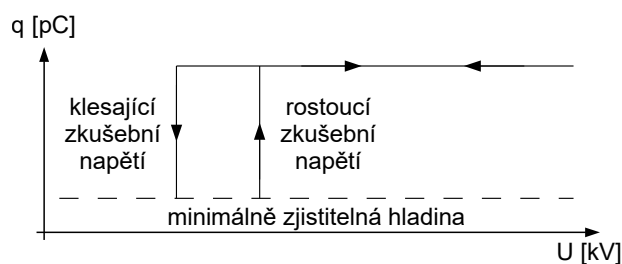 q [pC]
klesající
zkušební
napětí
rostoucí
zkušební
napětí
minimálně zjistitelná hladina
U [kV]